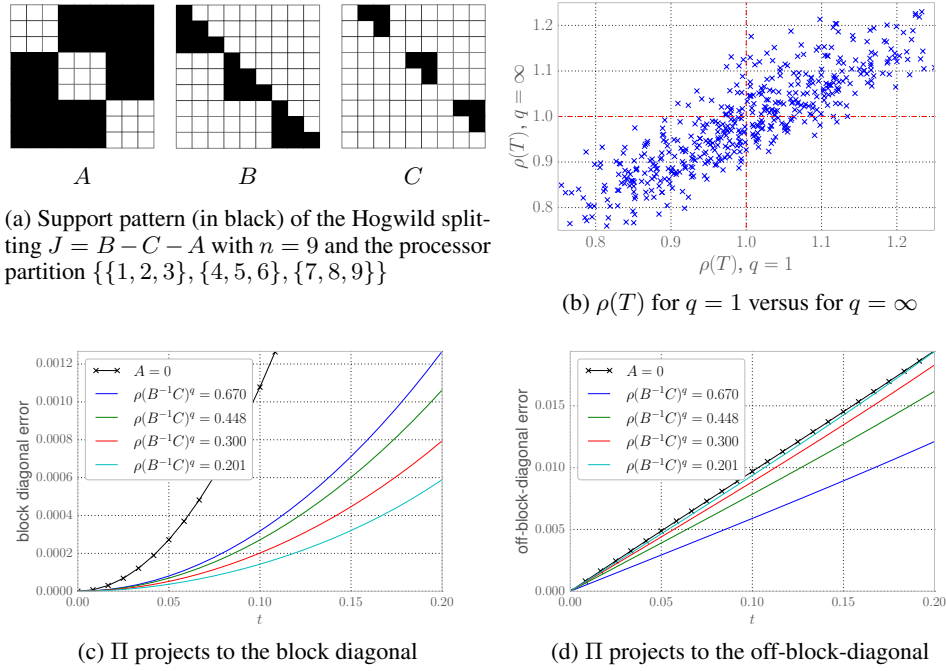 A B C
(a) Support pattern (in black) of the Hogwild split-
ting J = B − C − A with n = 9 and the processor
partition {{1, 2, 3}, {4, 5, 6}, {7, 8, 9}}
1.2
1.1
1.0
0.9
0.8
ρ(T), q = ∞
0.8 0.9 1.0 1.1 1.2
ρ(T), q = 1
(b) ρ(T) for q = 1 versus for q = ∞
0.0012
0.0010
0.0008
0.0006
0.0004
0.0002
0.0000
block diagonal error
A = 0
ρ(B⁻¹C)^q = 0.670
ρ(B⁻¹C)^q = 0.448
ρ(B⁻¹C)^q = 0.300
ρ(B⁻¹C)^q = 0.201
0.00 0.05 0.10 0.15 0.20
t
(c) Π projects to the block diagonal
0.015
0.010
0.005
0.000
off-block-diagonal error
A = 0
ρ(B⁻¹C)^q = 0.670
ρ(B⁻¹C)^q = 0.448
ρ(B⁻¹C)^q = 0.300
ρ(B⁻¹C)^q = 0.201
0.00 0.05 0.10 0.15 0.20
t
(d) Π projects to the off-block-diagonal